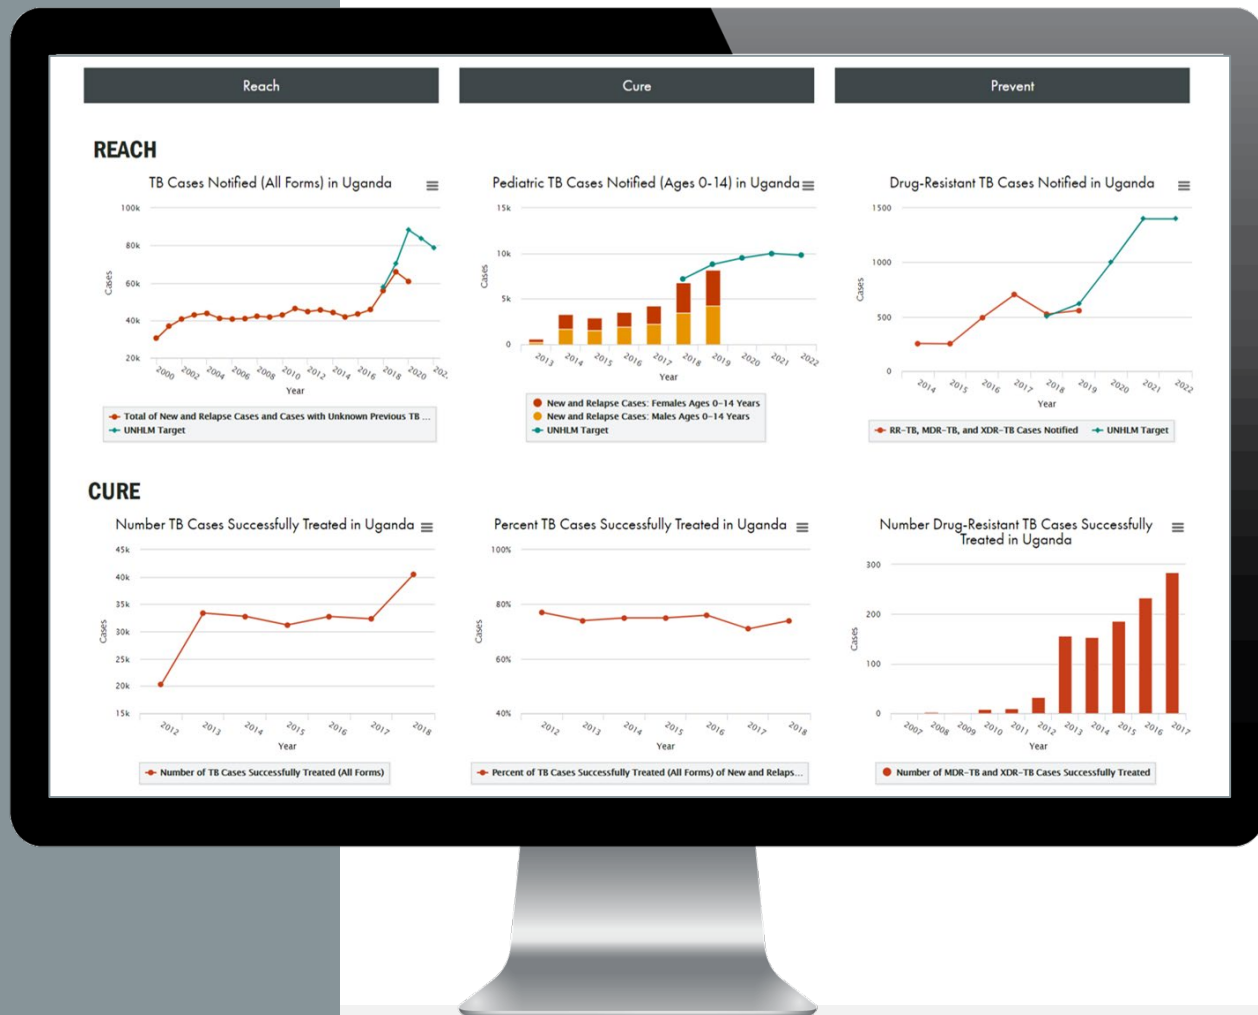 Reach
Cure
Prevent
REACH
TB Cases Notified (All Forms) in Uganda
100k
80k
60k
40k
20k
Cases
2000 2002 2004 2006 2008 2010 2012 2014 2016 2018 2020 202.
Year
Total of New and Relapse Cases and Cases with Unknown Previous TB ...
UNHLM Target
Pediatric TB Cases Notified (Ages 0-14) in Uganda
15k
10k
5k
0
Cases
2013 2014 2015 2016 2017 2018 2019 2020 2021 2022
Year
New and Relapse Cases: Females Ages 0-14 Years
New and Relapse Cases: Males Ages 0-14 Years
UNHLM Target
Drug-Resistant TB Cases Notified in Uganda
1500
1000
500
0
Cases
2014 2015 2016 2017 2018 2019 2020 2021 2022
Year
RR-TB, MDR-TB, and XDR-TB Cases Notified UNHLM Target
CURE
Number TB Cases Successfully Treated in Uganda
45k
40k
35k
30k
25k
20k
15k
Cases
2012 2013 2014 2015 2016 2017 2018
Year
Number of TB Cases Successfully Treated (All Forms)
Percent TB Cases Successfully Treated in Uganda
100%
80%
60%
40%
Cases
2012 2013 2014 2015 2016 2017 2018
Year
Percent of TB Cases Successfully Treated (All Forms) of New and Relaps...
Number Drug-Resistant TB Cases Successfully
Treated in Uganda
300
200
100
0
Cases
2007 2008 2009 2010 2011 2012 2013 2014 2015 2016 2017
Year
Number of MDR-TB and XDR-TB Cases Successfully Treated